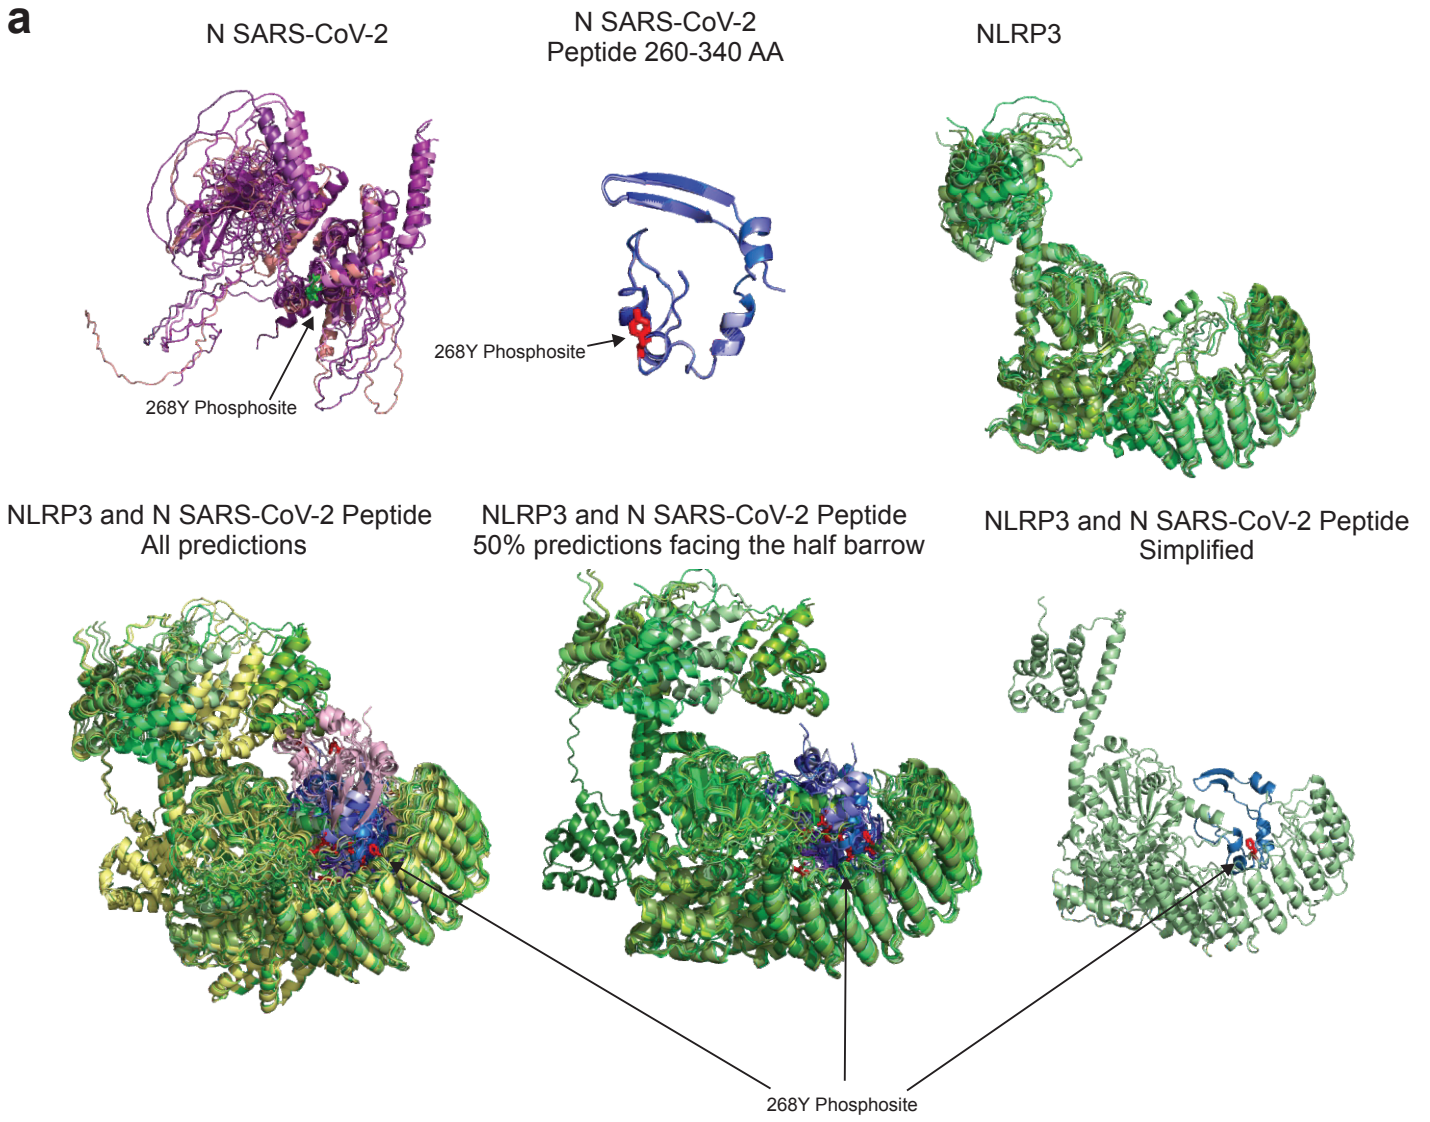 a
N SARS-CoV-2
N SARS-CoV-2
Peptide 260-340 AA
NLRP3
268Y Phosphosite
268Y Phosphosite
NLRP3 and N SARS-CoV-2 Peptide
All predictions
NLRP3 and N SARS-CoV-2 Peptide
50% predictions facing the half barrow
NLRP3 and N SARS-CoV-2 Peptide
Simplified
268Y Phosphosite